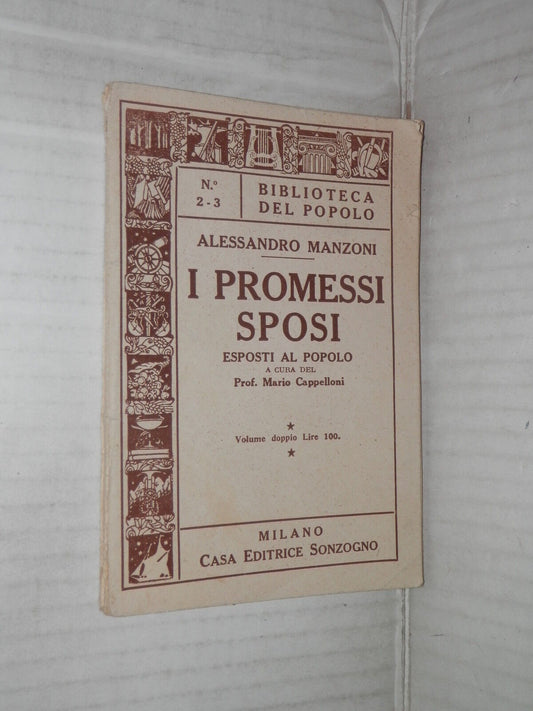 N.º
2-3
BIBLIOTECA
DEL POPOLO
ALESSANDRO MANZONI
I PROMESSI
SPOSI
ESPOSTI AL POPOLO
A CURA DEL
Prof. Mario Cappelloni
Volume doppio Lire 100.
MILANO
CASA EDITRICE SONZOGNO